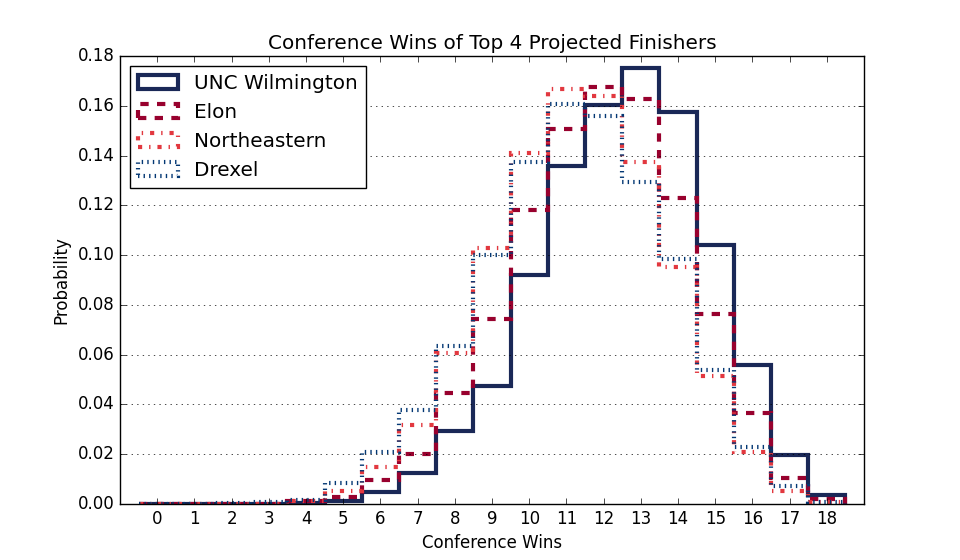 Conference Wins of Top 4 Projected Finishers
0.18
0.16
0.14
0.12
0.10
0.08
0.06
0.04
0.02
0.00
Probability
UNC Wilmington
Elon
Northeastern
Drexel
0 1 2 3 4 5 6 7 8 9 10 11 12 13 14 15 16 17 18
Conference Wins